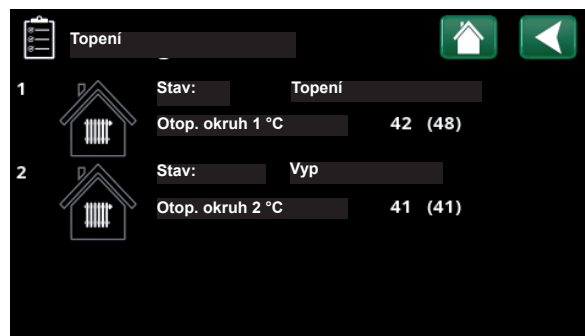 Topení
1
Stav: Topení
Otop. okruh 1 °C 42 (48)
2
Stav: Vyp
Otop. okruh 2 °C 41 (41)